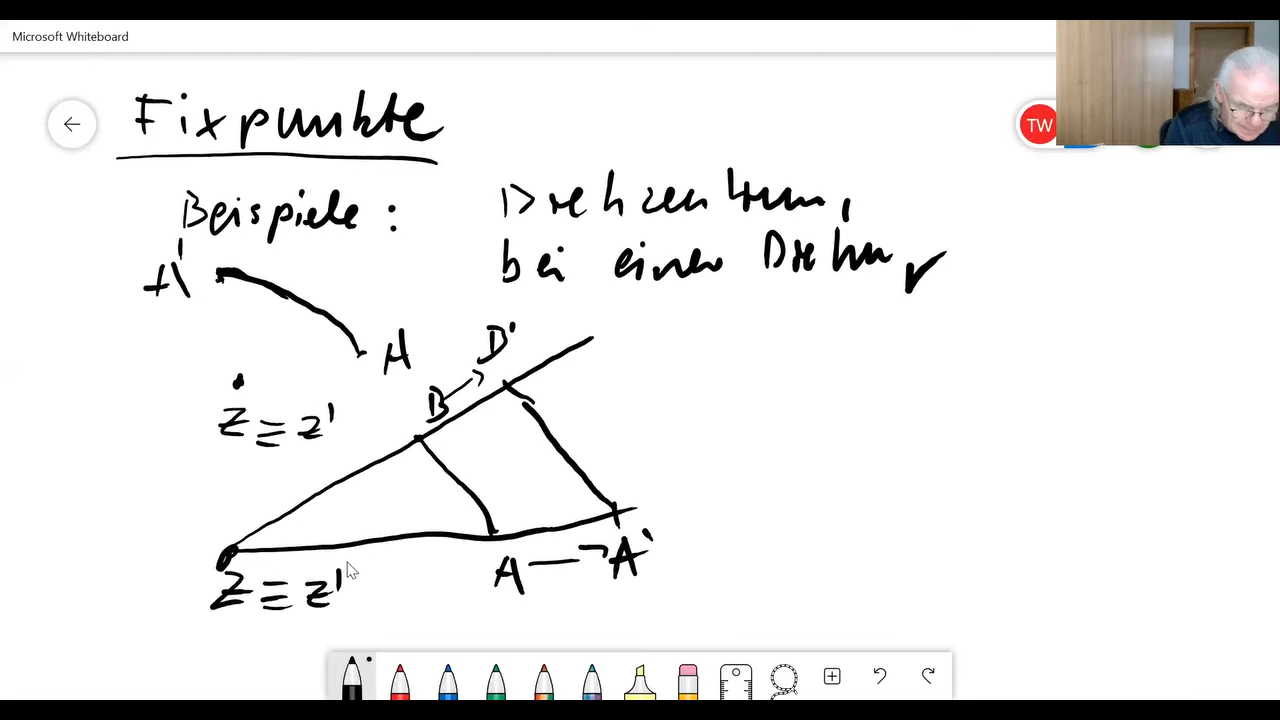 Microsoft Whiteboard
Fixpunkte
TW
Beispiele: Drehzentrum,
bei einer Drehung
A'
A
B'
B
Z ≡ Z'
Z ≡ Z'
A → A'